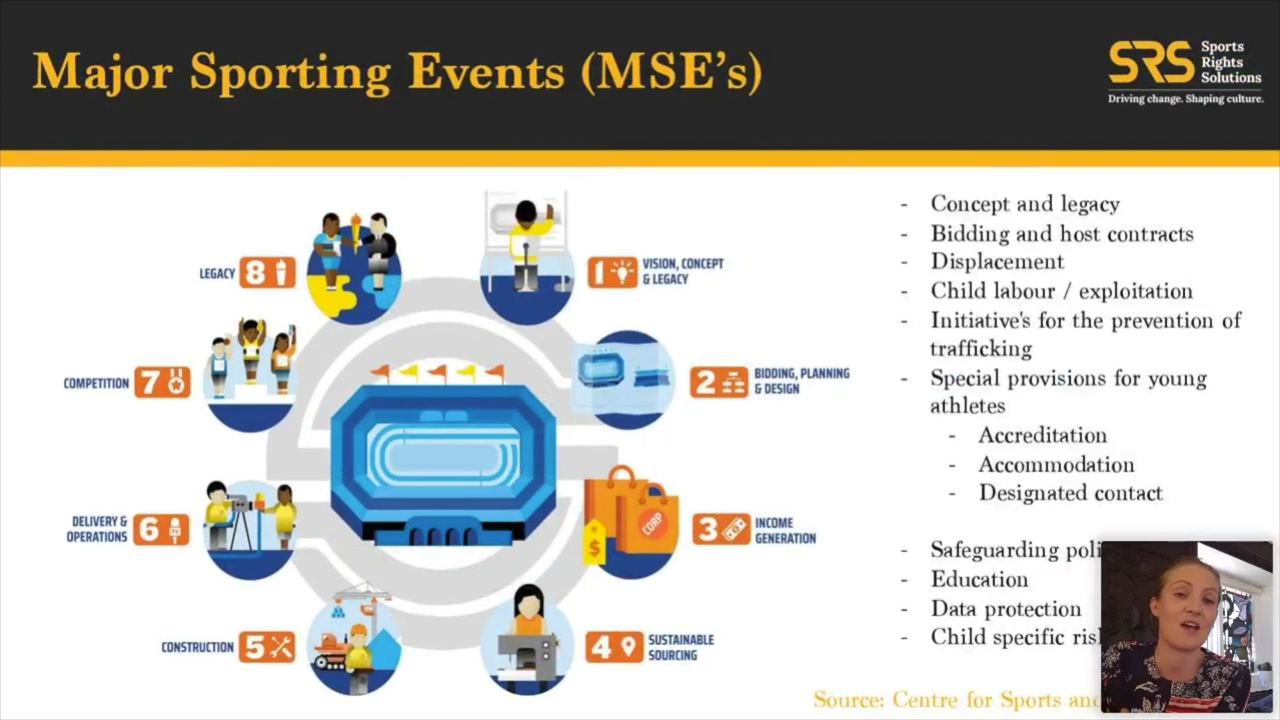 Major Sporting Events (MSE's)
SRS
Sports
Rights
Solutions
Driving change. Shaping culture.
LEGACY 8
1 VISION, CONCEPT
& LEGACY
COMPETITION 7
2 BIDDING, PLANNING
& DESIGN
DELIVERY &
OPERATIONS 6
CORP
$
3 INCOME
GENERATION
CONSTRUCTION 5
4 SUSTAINABLE
SOURCING
- Concept and legacy
- Bidding and host contracts
- Displacement
- Child labour / exploitation
- Initiative's for the prevention of
trafficking
- Special provisions for young
athletes
- Accreditation
- Accommodation
- Designated contact
- Safeguarding poli
- Education
- Data protection
- Child specific ris
Source: Centre for Sports and